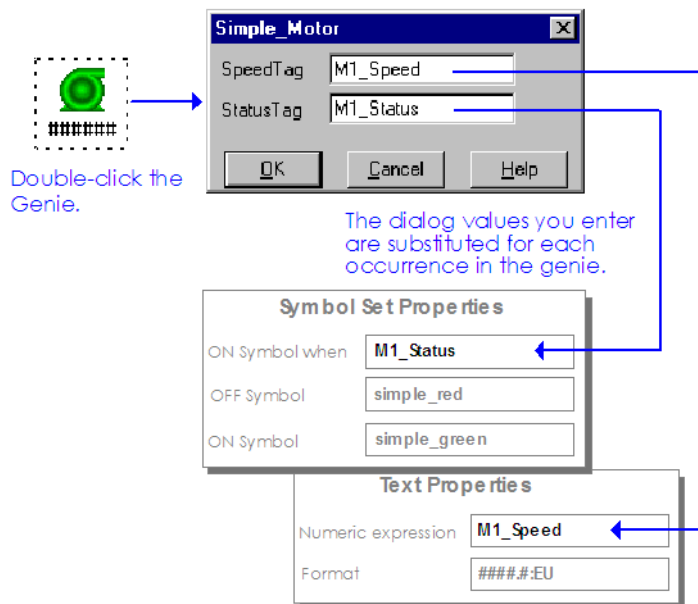 Simple_Motor
SpeedTag M1_Speed
StatusTag M1_Status
######
OK Cancel Help
Double-click the
Genie.
The dialog values you enter
are substituted for each
occurrence in the genie.
Symbol Set Properties
ON Symbol when M1_Status
OFF Symbol simple_red
ON Symbol simple_green
Text Properties
Numeric expression M1_Speed
Format ####.#:EU